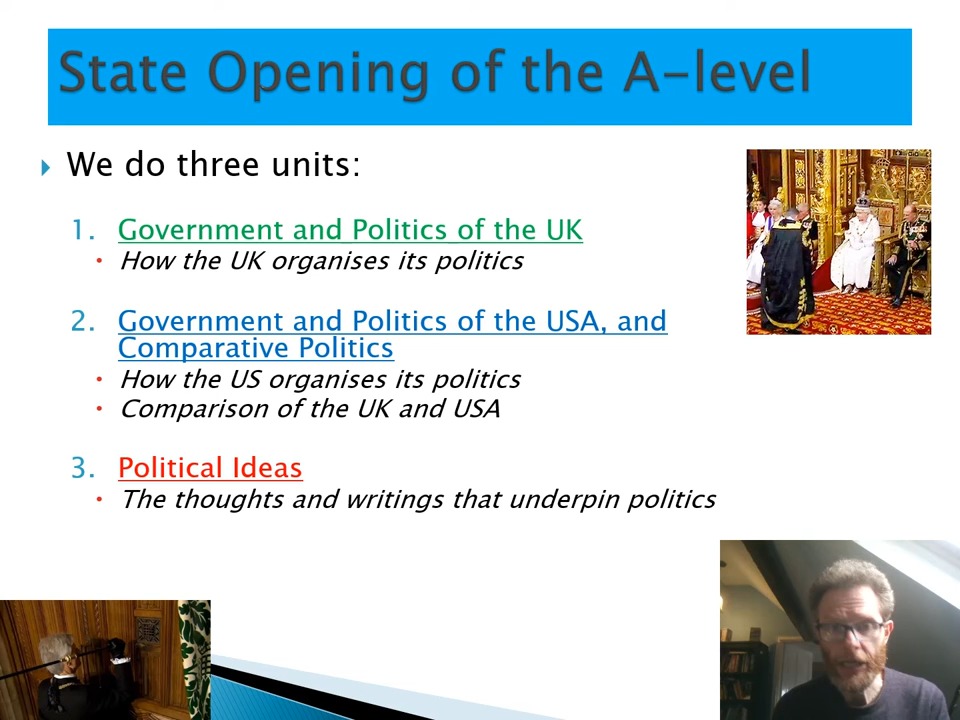 State Opening of the A-level
We do three units:
1. Government and Politics of the UK
• How the UK organises its politics
2. Government and Politics of the USA, and
Comparative Politics
• How the US organises its politics
• Comparison of the UK and USA
3. Political Ideas
• The thoughts and writings that underpin politics